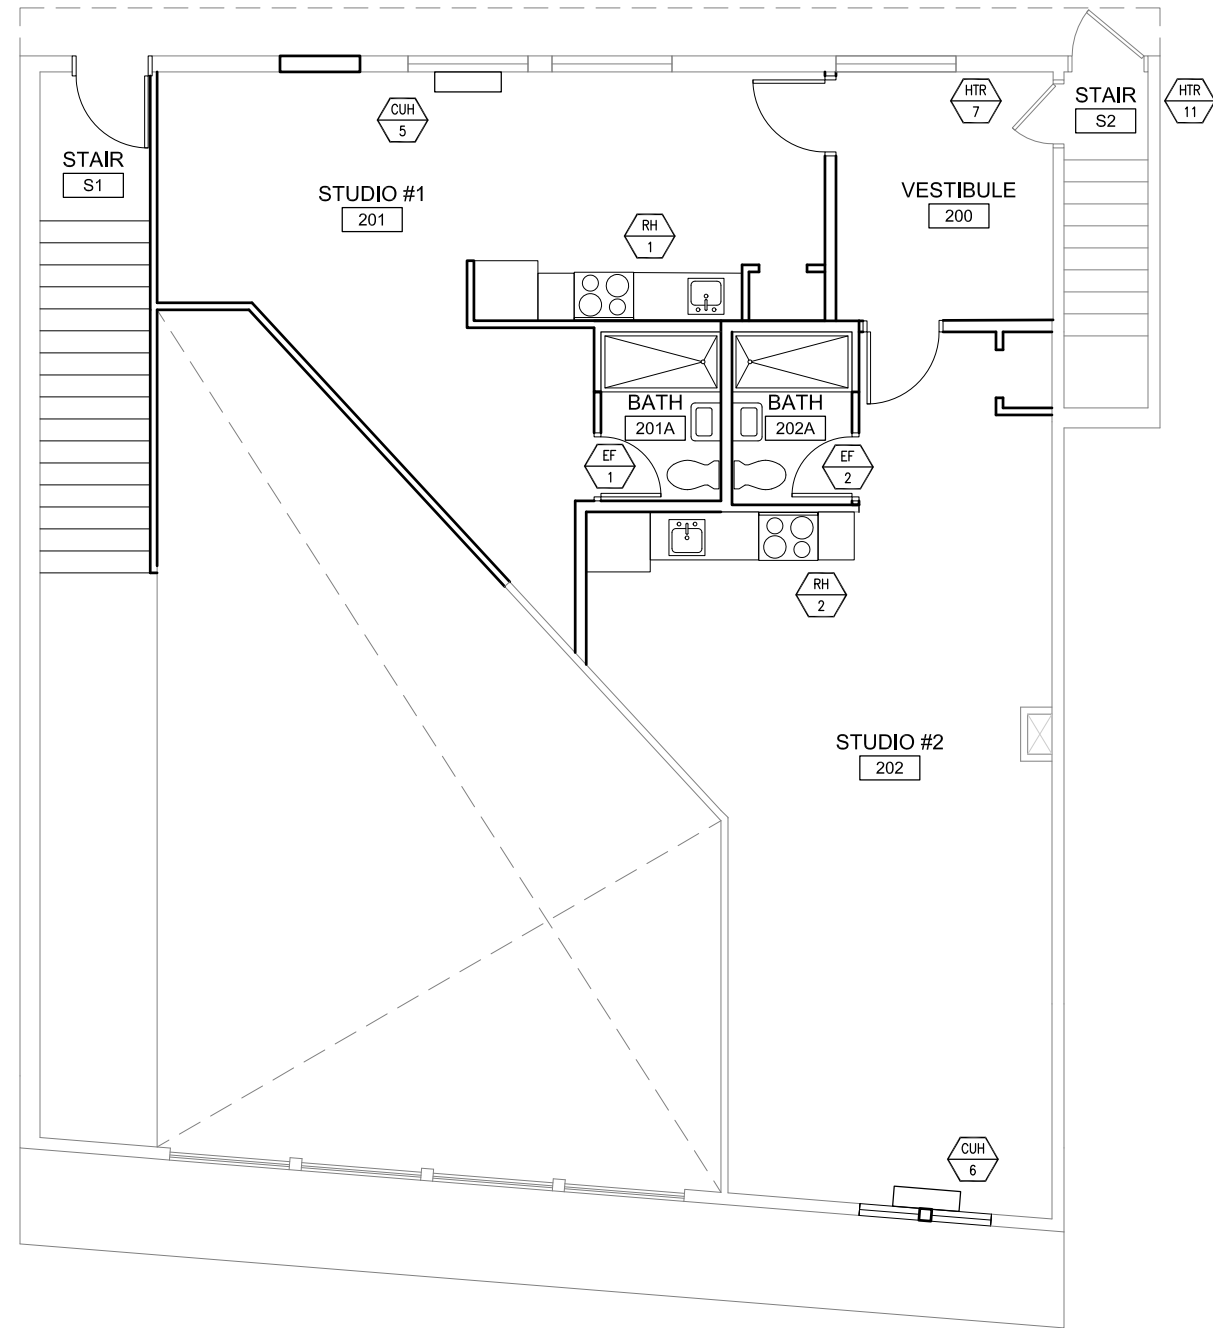 HTR
7
STAIR
S2
HTR
11
CUH
5
STAIR
S1
STUDIO #1
201
VESTIBULE
200
RH
1
BATH
201A
BATH
202A
EF
1
EF
2
RH
2
STUDIO #2
202
CUH
6